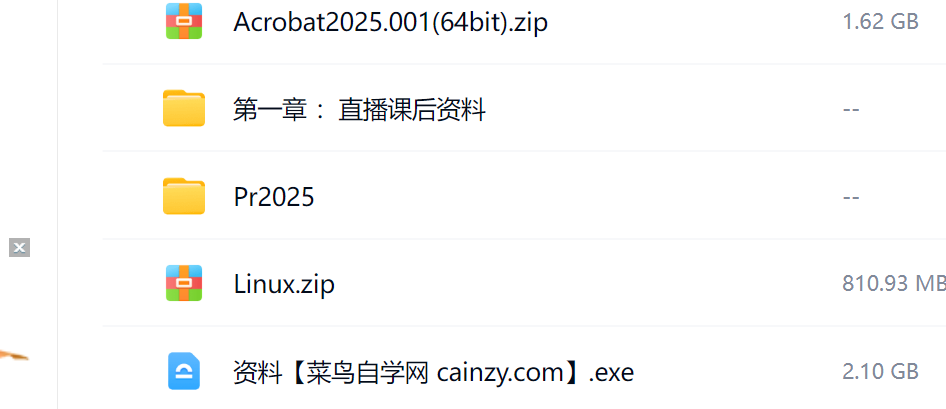 Acrobat2025.001(64bit).zip 1.62 GB
第一章： 直播课后资料 --
Pr2025 --
Linux.zip 810.93 MB
资料【菜鸟自学网 cainzy.com】.exe 2.10 GB